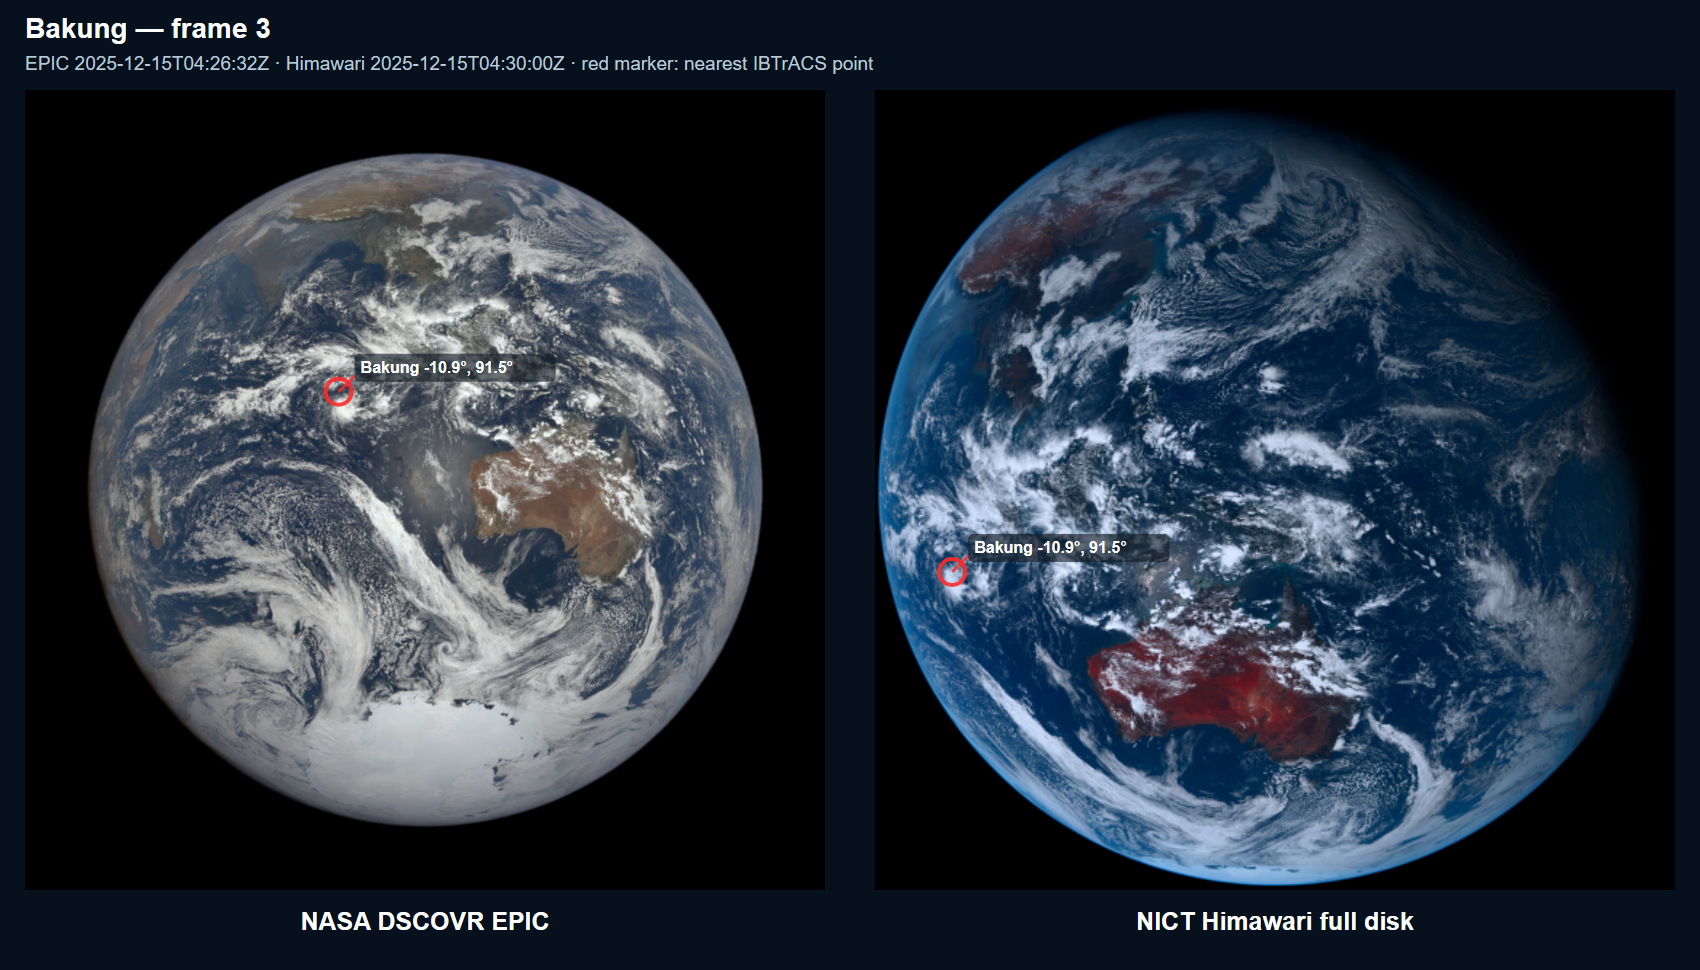 Bakung — frame 3
EPIC 2025-12-15T04:26:32Z · Himawari 2025-12-15T04:30:00Z · red marker: nearest IBTrACS point
Bakung -10.9°, 91.5°
Bakung -10.9°, 91.5°
NASA DSCOVR EPIC
NICT Himawari full disk